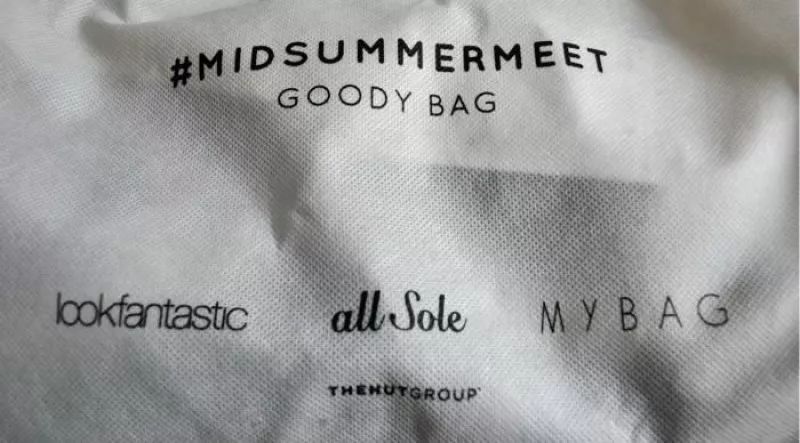 #MIDSUMMERMEET
GOODY BAG
lookfantastic all Sole MYBAG
THEHUTGROUP